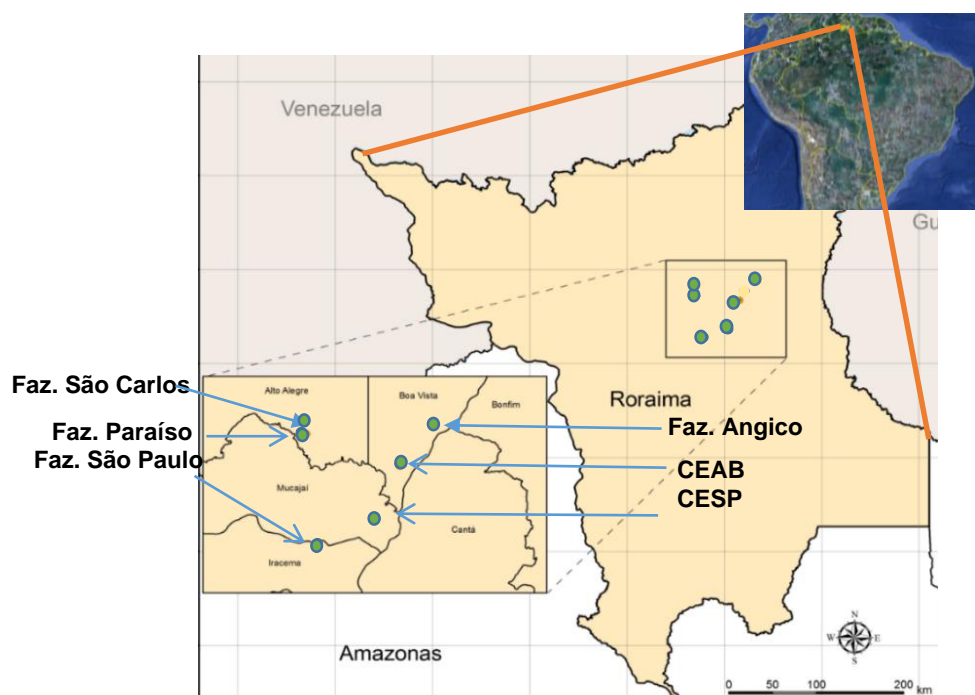 Venezuela
Gu
Faz. São Carlos
Alto Alegre
Boa Vista
Bonfim
Roraima
Faz. Paraíso
Faz. Angico
Faz. São Paulo
CEAB
Mucajaí
CESP
Cantá
Iracema
Amazonas
N
W
E
S
0 50 100 200 km